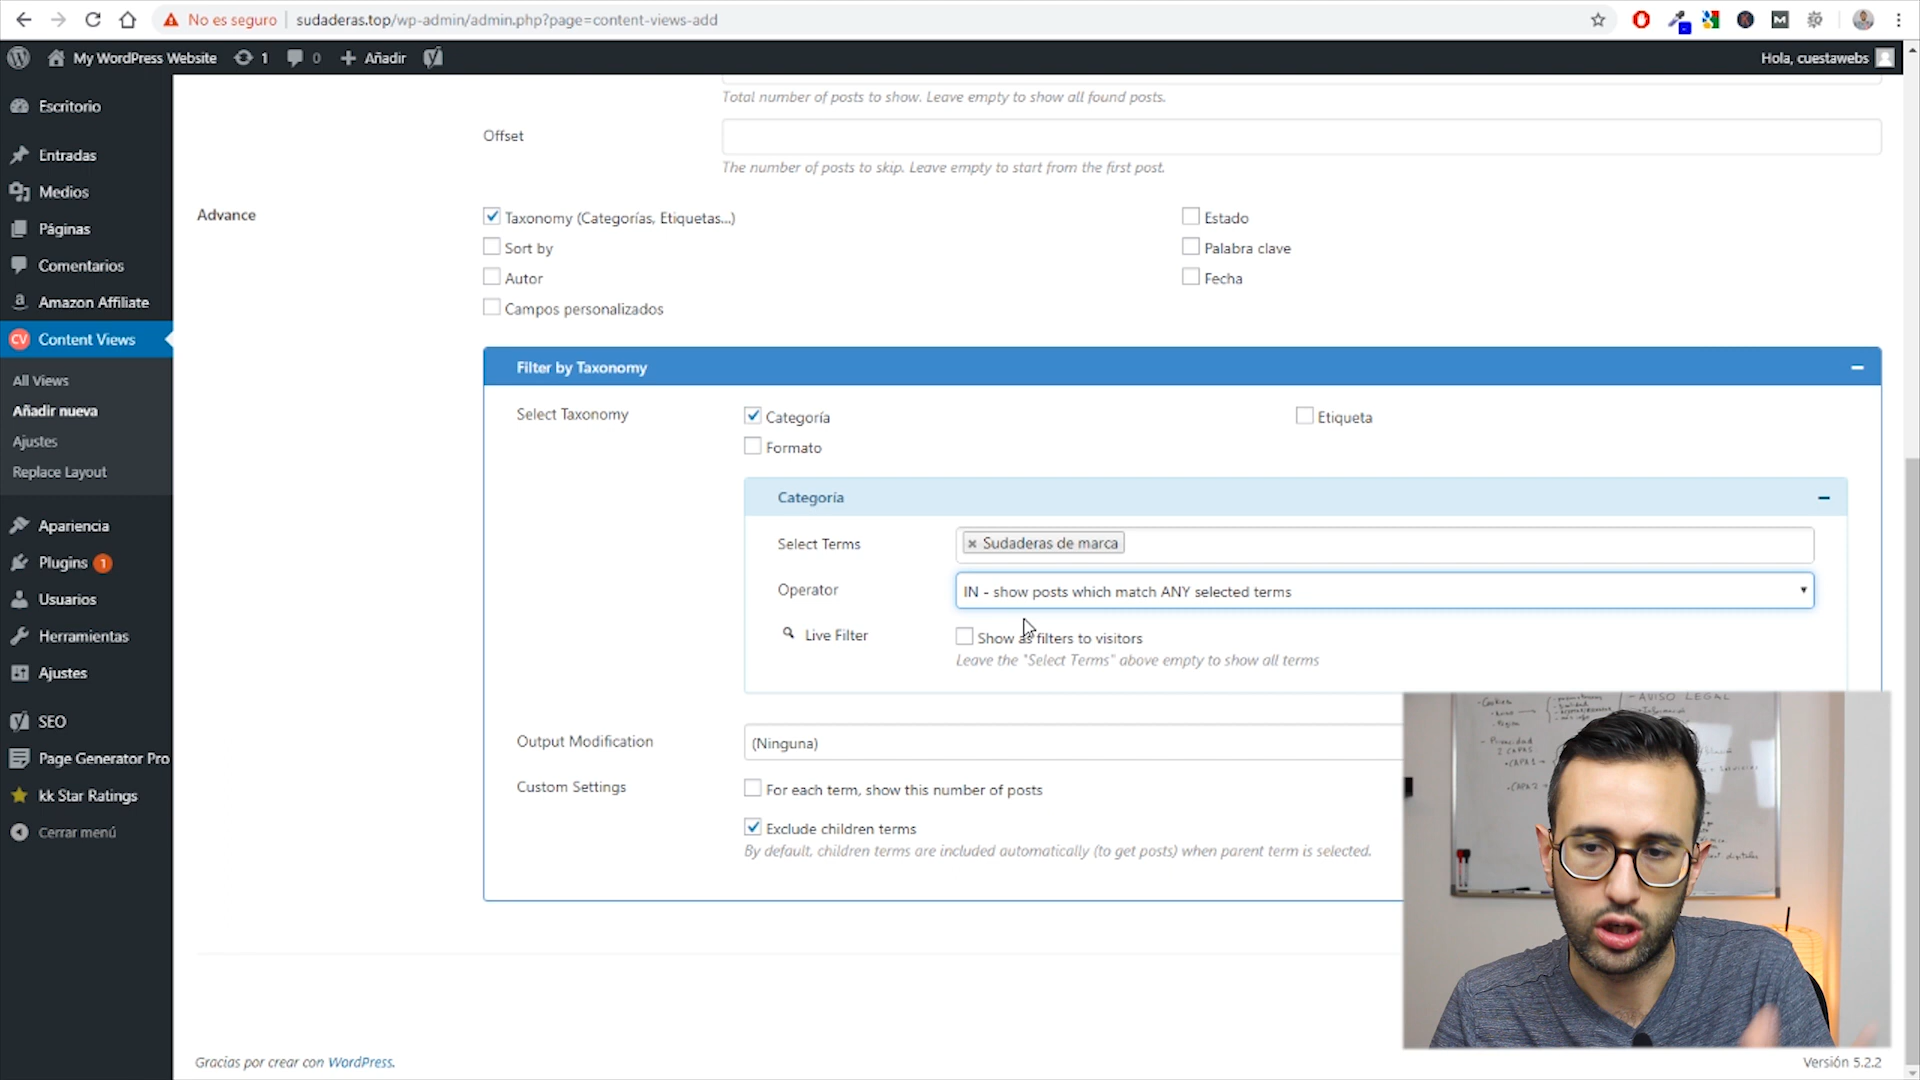 No es seguro
sudaderas.top/wp-admin/admin.php?page=content-views-add
My WordPress Website
1
0
Añadir
Hola, cuestawebs
Escritorio
Entradas
Medios
Páginas
Comentarios
Amazon Affiliate
Content Views
All Views
Añadir nueva
Ajustes
Replace Layout
Apariencia
Plugins 1
Usuarios
Herramientas
Ajustes
SEO
Page Generator Pro
kk Star Ratings
Cerrar menú
Total number of posts to show. Leave empty to show all found posts.
Offset
The number of posts to skip. Leave empty to start from the first post.
Advance
Taxonomy (Categorías, Etiquetas...)
Sort by
Autor
Campos personalizados
Estado
Palabra clave
Fecha
Filter by Taxonomy
Select Taxonomy
Categoría
Etiqueta
Formato
Categoría
Select Terms
× Sudaderas de marca
Operator
IN - show posts which match ANY selected terms
Live Filter
Show as filters to visitors
Leave the "Select Terms" above empty to show all terms
Output Modification
(Ninguna)
Custom Settings
For each term, show this number of posts
Exclude children terms
By default, children terms are included automatically (to get posts) when parent term is selected.
- AVISO LEGAL
Gracias por crear con WordPress.
Versión 5.2.2